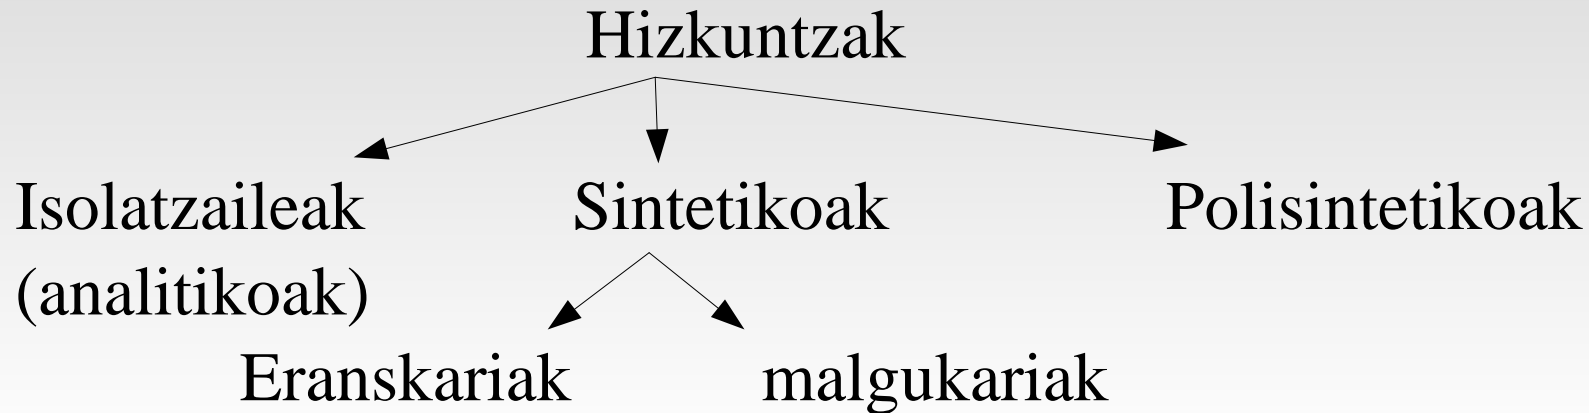 Hizkuntzak
Isolatzaileak Sintetikoak Polisintetikoak
(analitikoak)
Eranskariak malgukariak